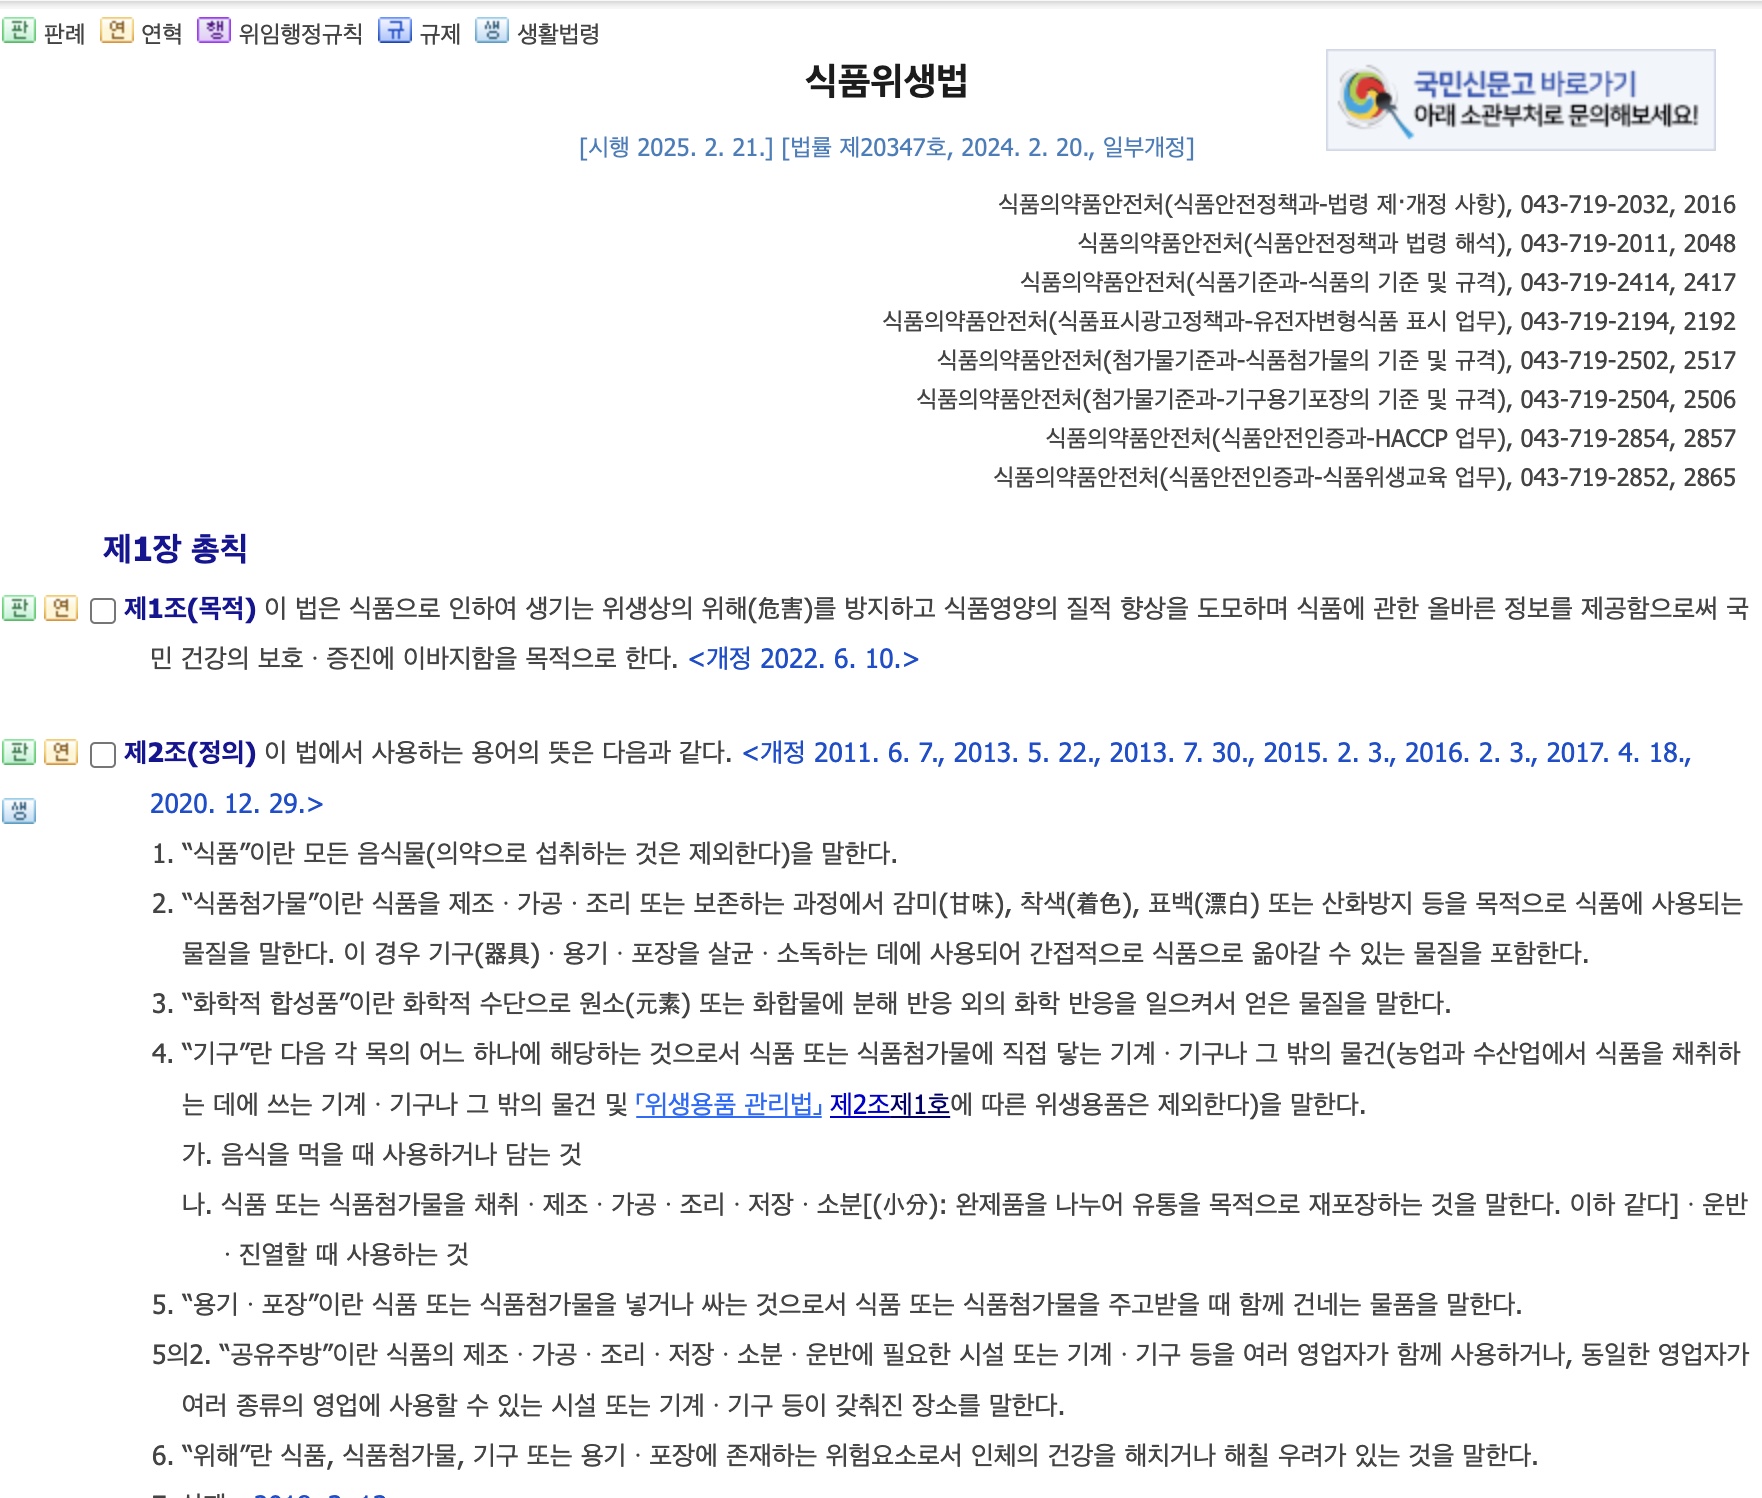 판 판례 연 연혁 행 위임행정규칙 규 규제 생 생활법령
식품위생법
국민신문고 바로가기
아래 소관부처로 문의해보세요!
[시행 2025. 2. 21.] [법률 제20347호, 2024. 2. 20., 일부개정]
식품의약품안전처(식품안전정책과-법령 제·개정 사항), 043-719-2032, 2016
식품의약품안전처(식품안전정책과 법령 해석), 043-719-2011, 2048
식품의약품안전처(식품기준과-식품의 기준 및 규격), 043-719-2414, 2417
식품의약품안전처(식품표시광고정책과-유전자변형식품 표시 업무), 043-719-2194, 2192
식품의약품안전처(첨가물기준과-식품첨가물의 기준 및 규격), 043-719-2502, 2517
식품의약품안전처(첨가물기준과-기구용기포장의 기준 및 규격), 043-719-2504, 2506
식품의약품안전처(식품안전인증과-HACCP 업무), 043-719-2854, 2857
식품의약품안전처(식품안전인증과-식품위생교육 업무), 043-719-2852, 2865
제1장 총칙
판 연 제1조(목적) 이 법은 식품으로 인하여 생기는 위생상의 위해(危害)를 방지하고 식품영양의 질적 향상을 도모하며 식품에 관한 올바른 정보를 제공함으로써 국
민 건강의 보호ㆍ증진에 이바지함을 목적으로 한다. <개정 2022. 6. 10.>
판 연 제2조(정의) 이 법에서 사용하는 용어의 뜻은 다음과 같다. <개정 2011. 6. 7., 2013. 5. 22., 2013. 7. 30., 2015. 2. 3., 2016. 2. 3., 2017. 4. 18.,
생 2020. 12. 29.>
1. “식품”이란 모든 음식물(의약으로 섭취하는 것은 제외한다)을 말한다.
2. “식품첨가물”이란 식품을 제조ㆍ가공ㆍ조리 또는 보존하는 과정에서 감미(甘味), 착색(着色), 표백(漂白) 또는 산화방지 등을 목적으로 식품에 사용되는
물질을 말한다. 이 경우 기구(器具)ㆍ용기ㆍ포장을 살균ㆍ소독하는 데에 사용되어 간접적으로 식품으로 옮아갈 수 있는 물질을 포함한다.
3. “화학적 합성품”이란 화학적 수단으로 원소(元素) 또는 화합물에 분해 반응 외의 화학 반응을 일으켜서 얻은 물질을 말한다.
4. “기구”란 다음 각 목의 어느 하나에 해당하는 것으로서 식품 또는 식품첨가물에 직접 닿는 기계ㆍ기구나 그 밖의 물건(농업과 수산업에서 식품을 채취하
는 데에 쓰는 기계ㆍ기구나 그 밖의 물건 및 「위생용품 관리법」 제2조제1호에 따른 위생용품은 제외한다)을 말한다.
가. 음식을 먹을 때 사용하거나 담는 것
나. 식품 또는 식품첨가물을 채취ㆍ제조ㆍ가공ㆍ조리ㆍ저장ㆍ소분[(小分): 완제품을 나누어 유통을 목적으로 재포장하는 것을 말한다. 이하 같다]ㆍ운반
ㆍ진열할 때 사용하는 것
5. “용기ㆍ포장”이란 식품 또는 식품첨가물을 넣거나 싸는 것으로서 식품 또는 식품첨가물을 주고받을 때 함께 건네는 물품을 말한다.
5의2. “공유주방”이란 식품의 제조ㆍ가공ㆍ조리ㆍ저장ㆍ소분ㆍ운반에 필요한 시설 또는 기계ㆍ기구 등을 여러 영업자가 함께 사용하거나, 동일한 영업자가
여러 종류의 영업에 사용할 수 있는 시설 또는 기계ㆍ기구 등이 갖춰진 장소를 말한다.
6. “위해”란 식품, 식품첨가물, 기구 또는 용기ㆍ포장에 존재하는 위험요소로서 인체의 건강을 해치거나 해칠 우려가 있는 것을 말한다.